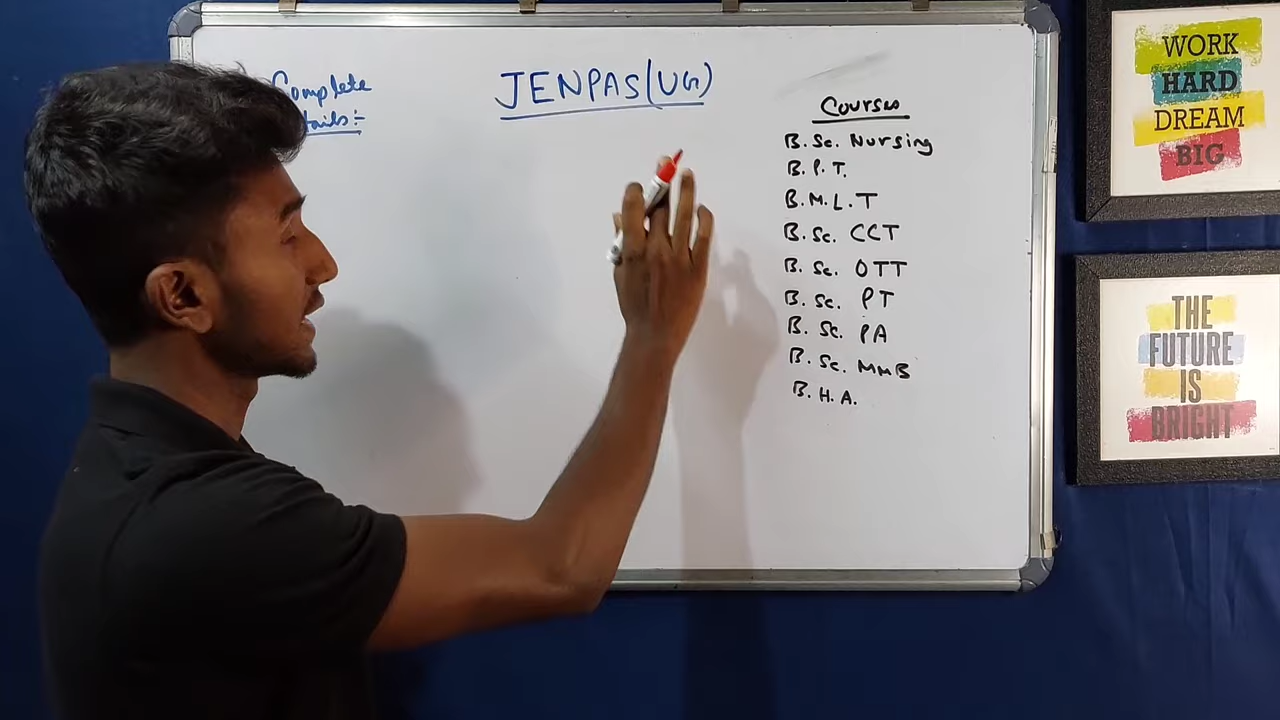 Complete
JENPAS(UG)
Courses
B.Sc. Nursing
B.P.T.
B.M.L.T
B.Sc. CCT
B.Sc. OTT
B.Sc. PT
B.Sc. PA
B.Sc. MMB
B.H.A.
WORK
HARD
DREAM
BIG
THE
FUTURE
IS
BRIGHT